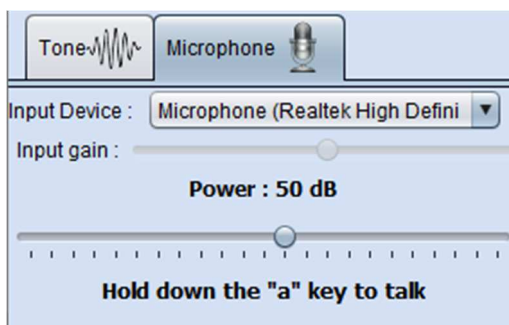 Tone Microphone
Input Device : Microphone (Realtek High Defini
Input gain :
Power : 50 dB
Hold down the "a" key to talk